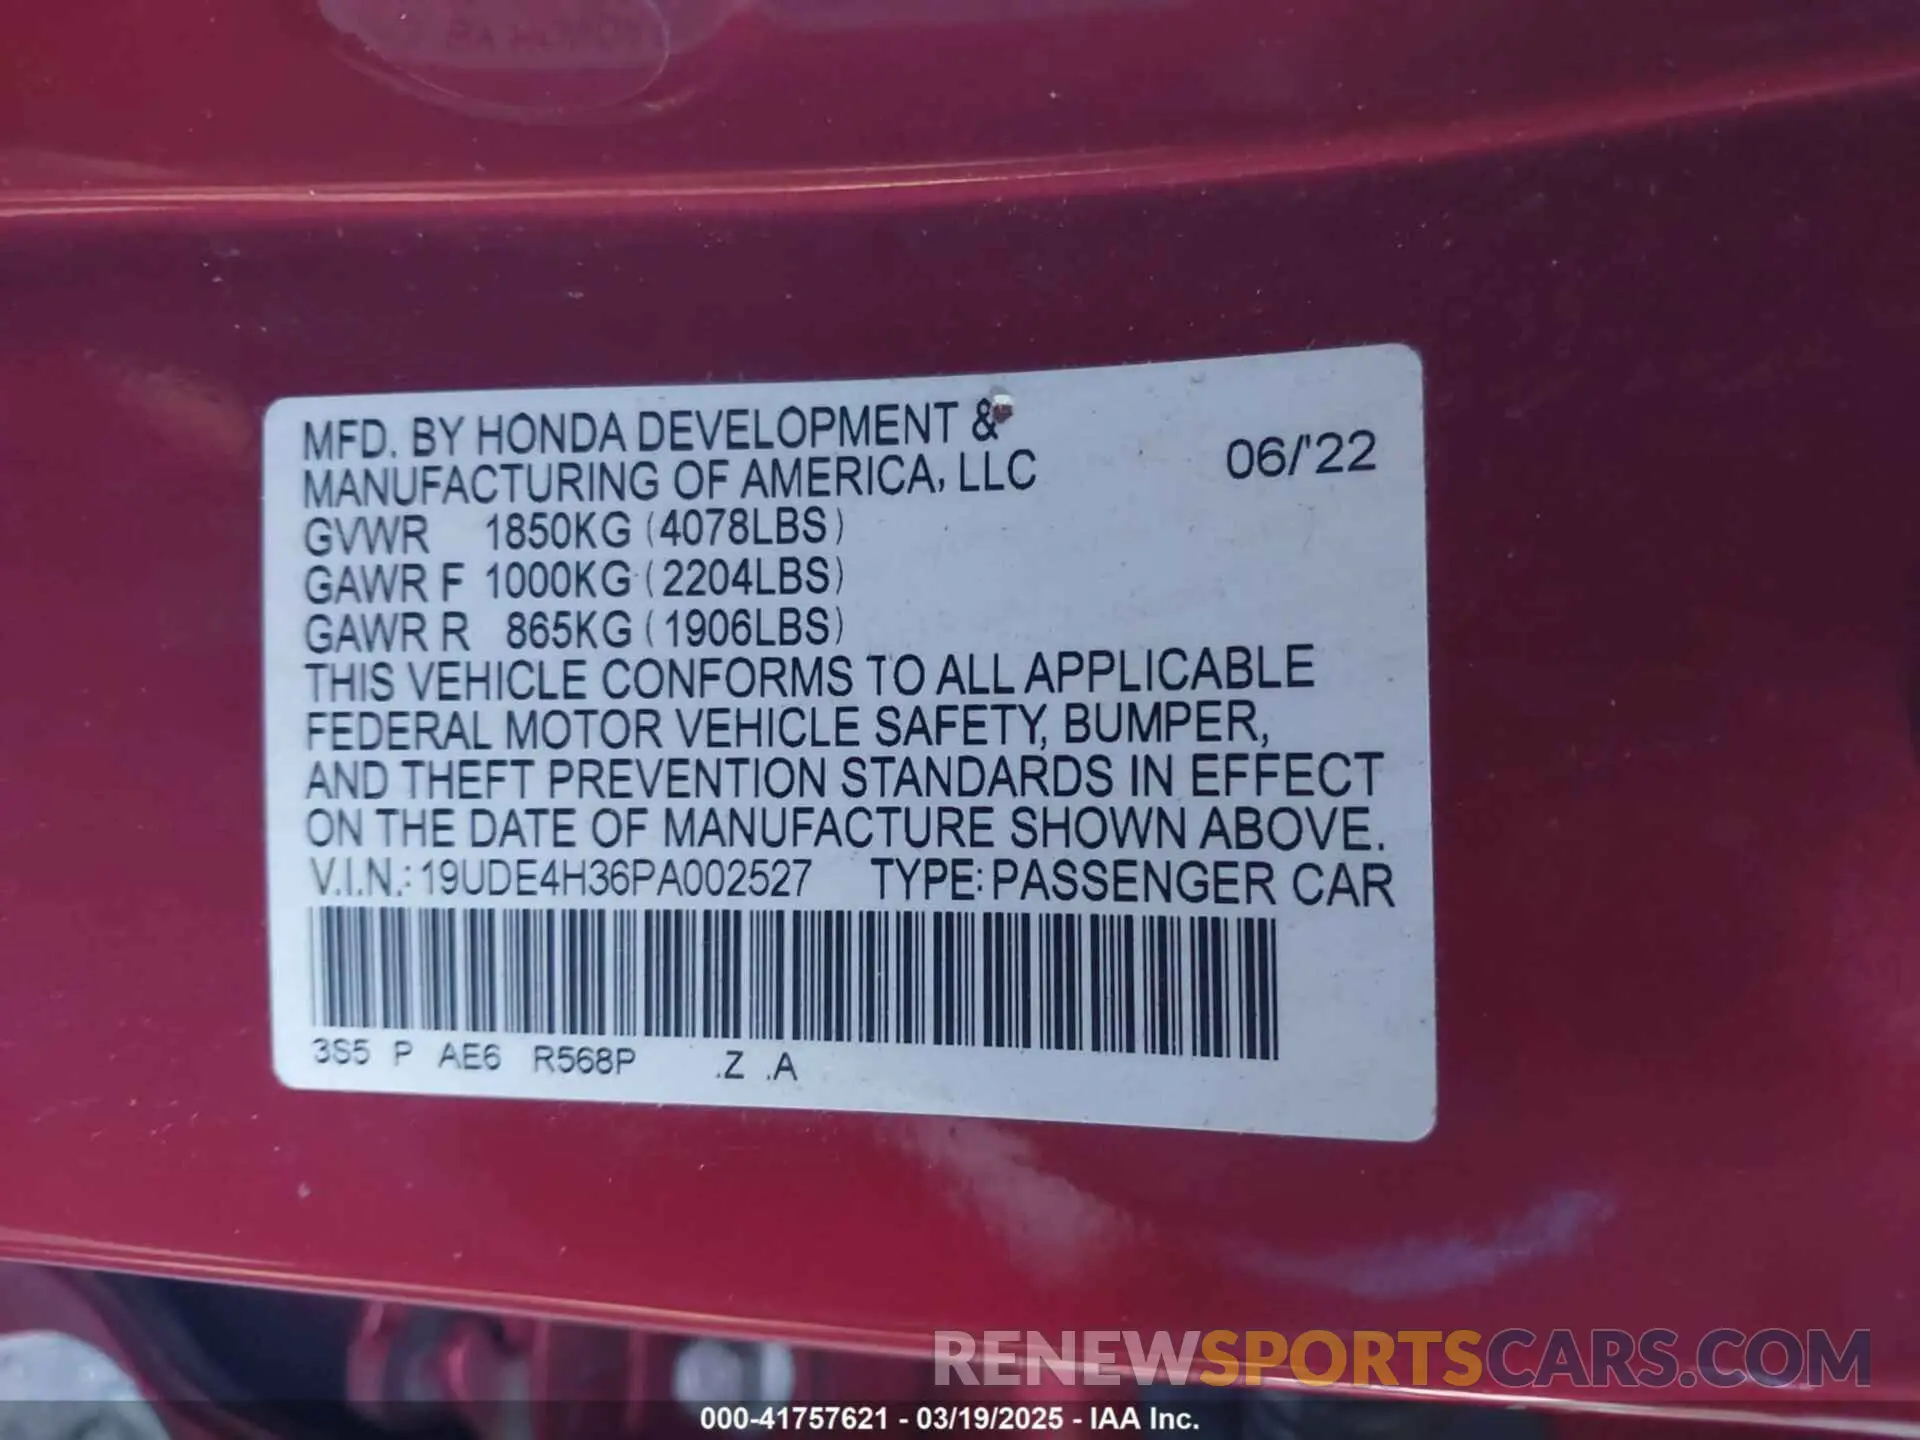 MFD. BY HONDA DEVELOPMENT &
MANUFACTURING OF AMERICA, LLC 06/'22
GVWR 1850KG (4078LBS)
GAWR F 1000KG (2204LBS)
GAWR R 865KG (1906LBS)
THIS VEHICLE CONFORMS TO ALL APPLICABLE
FEDERAL MOTOR VEHICLE SAFETY, BUMPER,
AND THEFT PREVENTION STANDARDS IN EFFECT
ON THE DATE OF MANUFACTURE SHOWN ABOVE.
V.I.N.: 19UDE4H36PA002527 TYPE: PASSENGER CAR
3S5 P AE6 R568P .Z .A
RENEWSPORTSCARS.COM
000-41757621 - 03/19/2025 - IAA Inc.